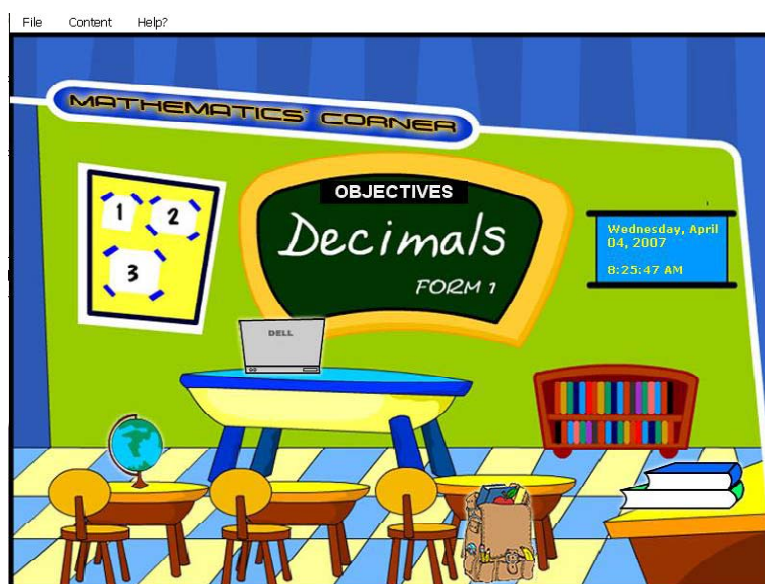 File Content Help?
MATHEMATICS CORNER
1
2
3
OBJECTIVES
Decimals
FORM 1
Wednesday, April
04, 2007
8:25:47 AM
DELL